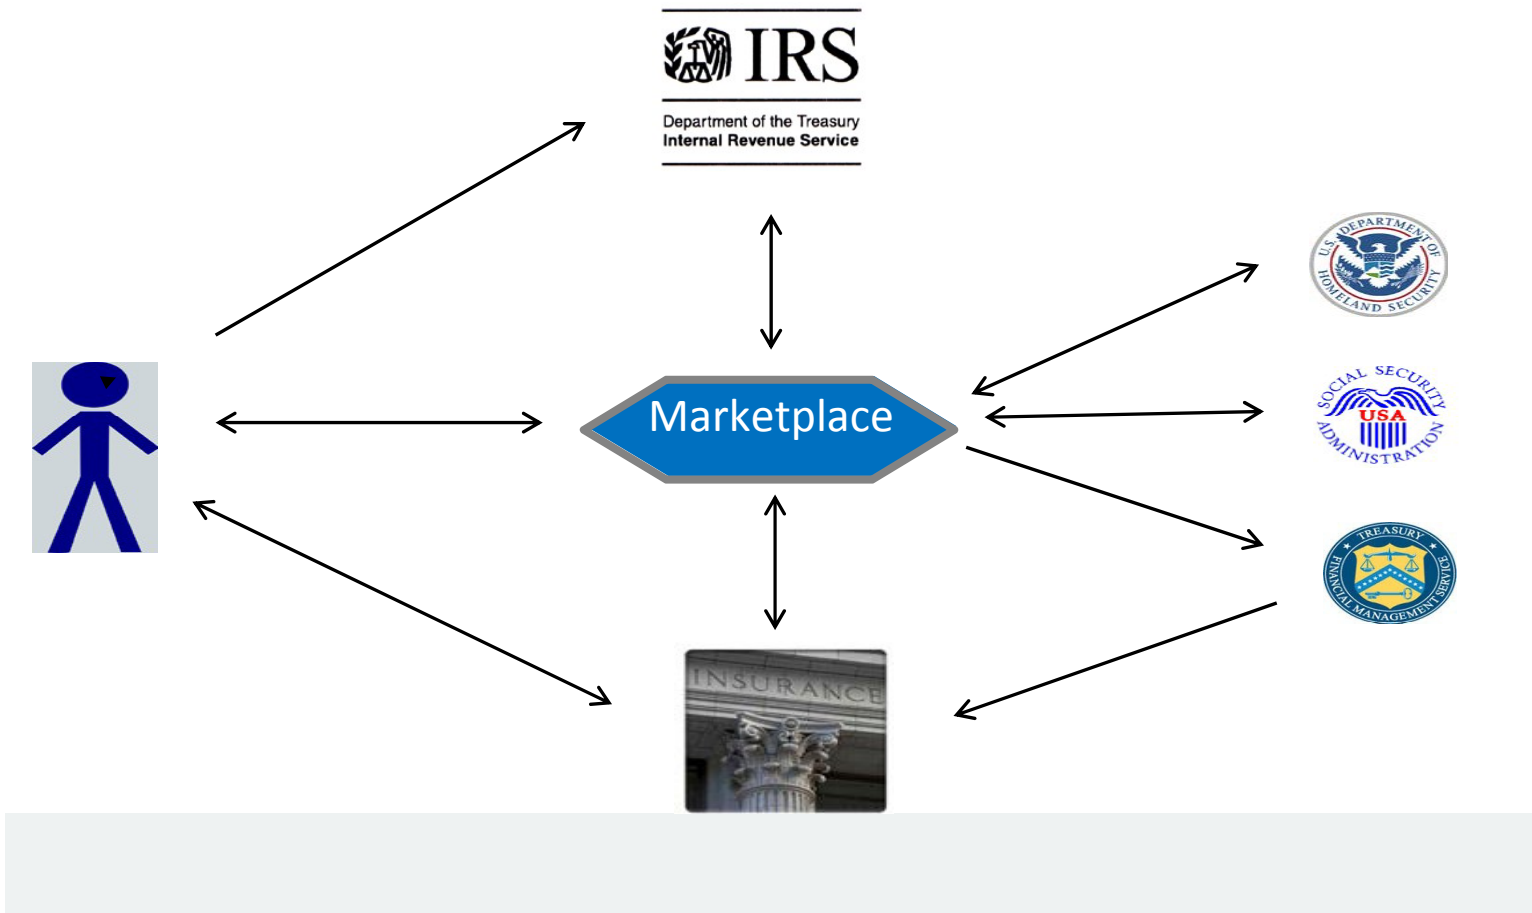 IRS
Department of the Treasury
Internal Revenue Service
U.S. DEPARTMENT OF
HOMELAND SECURITY
Marketplace
SOCIAL SECURITY
USA
ADMINISTRATION
TREASURY
FINANCIAL MANAGEMENT SERVICE
INSURANCE